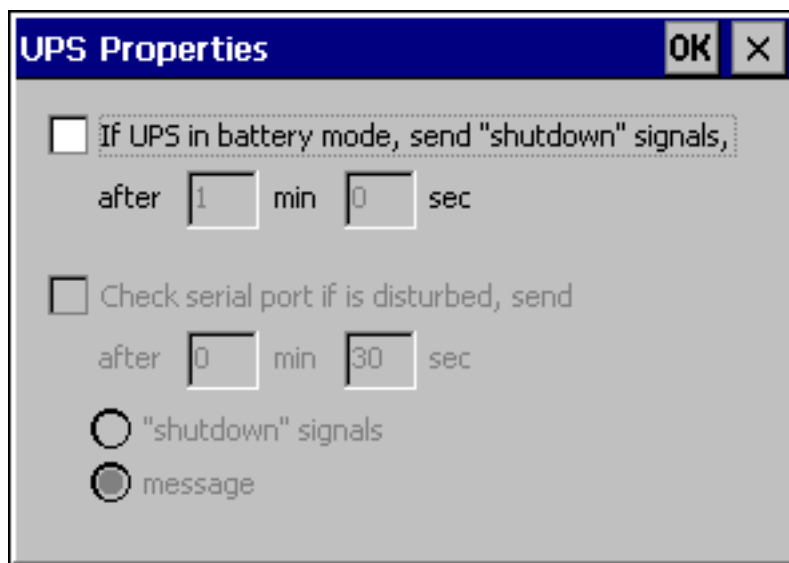 UPS Properties OK ×
If UPS in battery mode, send "shutdown" signals,
after 1 min 0 sec
Check serial port if is disturbed, send
after 0 min 30 sec
"shutdown" signals
message